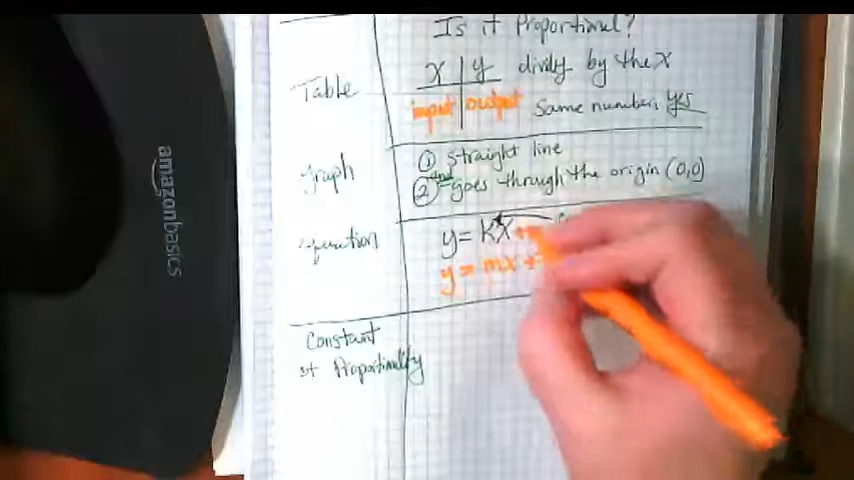 Is it Proportional?
Table
x y divily by the x
input output Same number, yes
graph
① straight line
and
② goes through the origin (0,0)
equation
y = Kx +
y = mx +
Constant
of Proportionality
amazonbasics